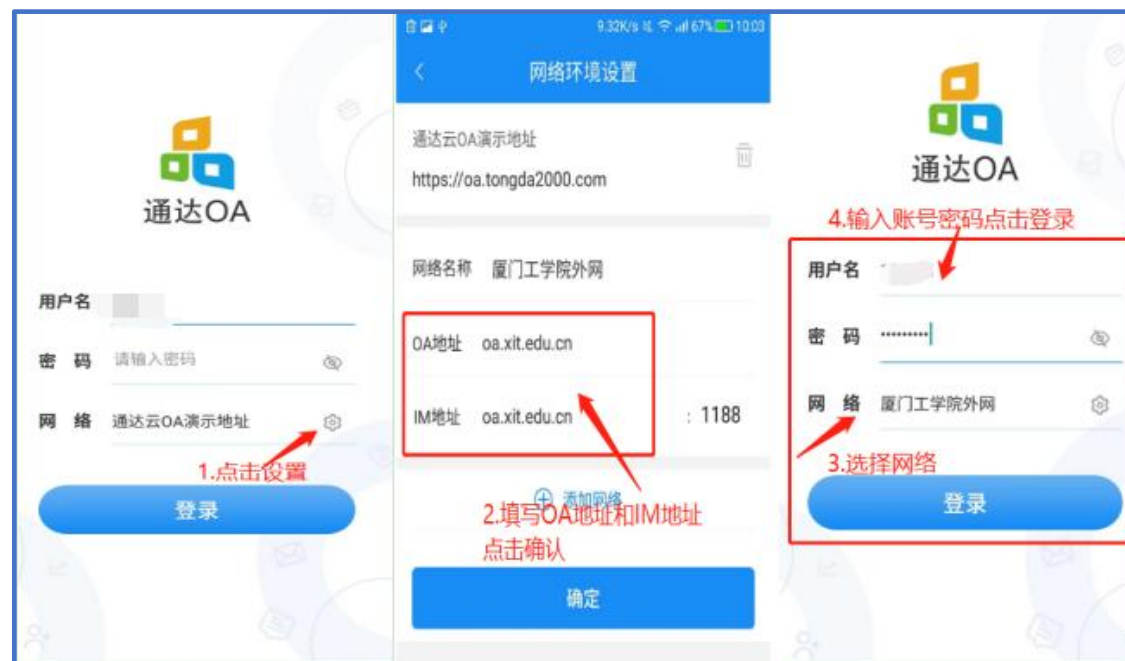 通达OA
用户名
密 码 请输入密码
网 络 通达云OA演示地址
1.点击设置
登录
9.32K/s 67% 10:03
网络环境设置
通达云OA演示地址
https://oa.tongda2000.com
网络名称 厦门工学院外网
OA地址 oa.xit.edu.cn
IM地址 oa.xit.edu.cn : 1188
添加网络
2.填写OA地址和IM地址
点击确认
确定
通达OA
4.输入账号密码点击登录
用户名
密 码 ·········
网 络 厦门工学院外网
3.选择网络
登录